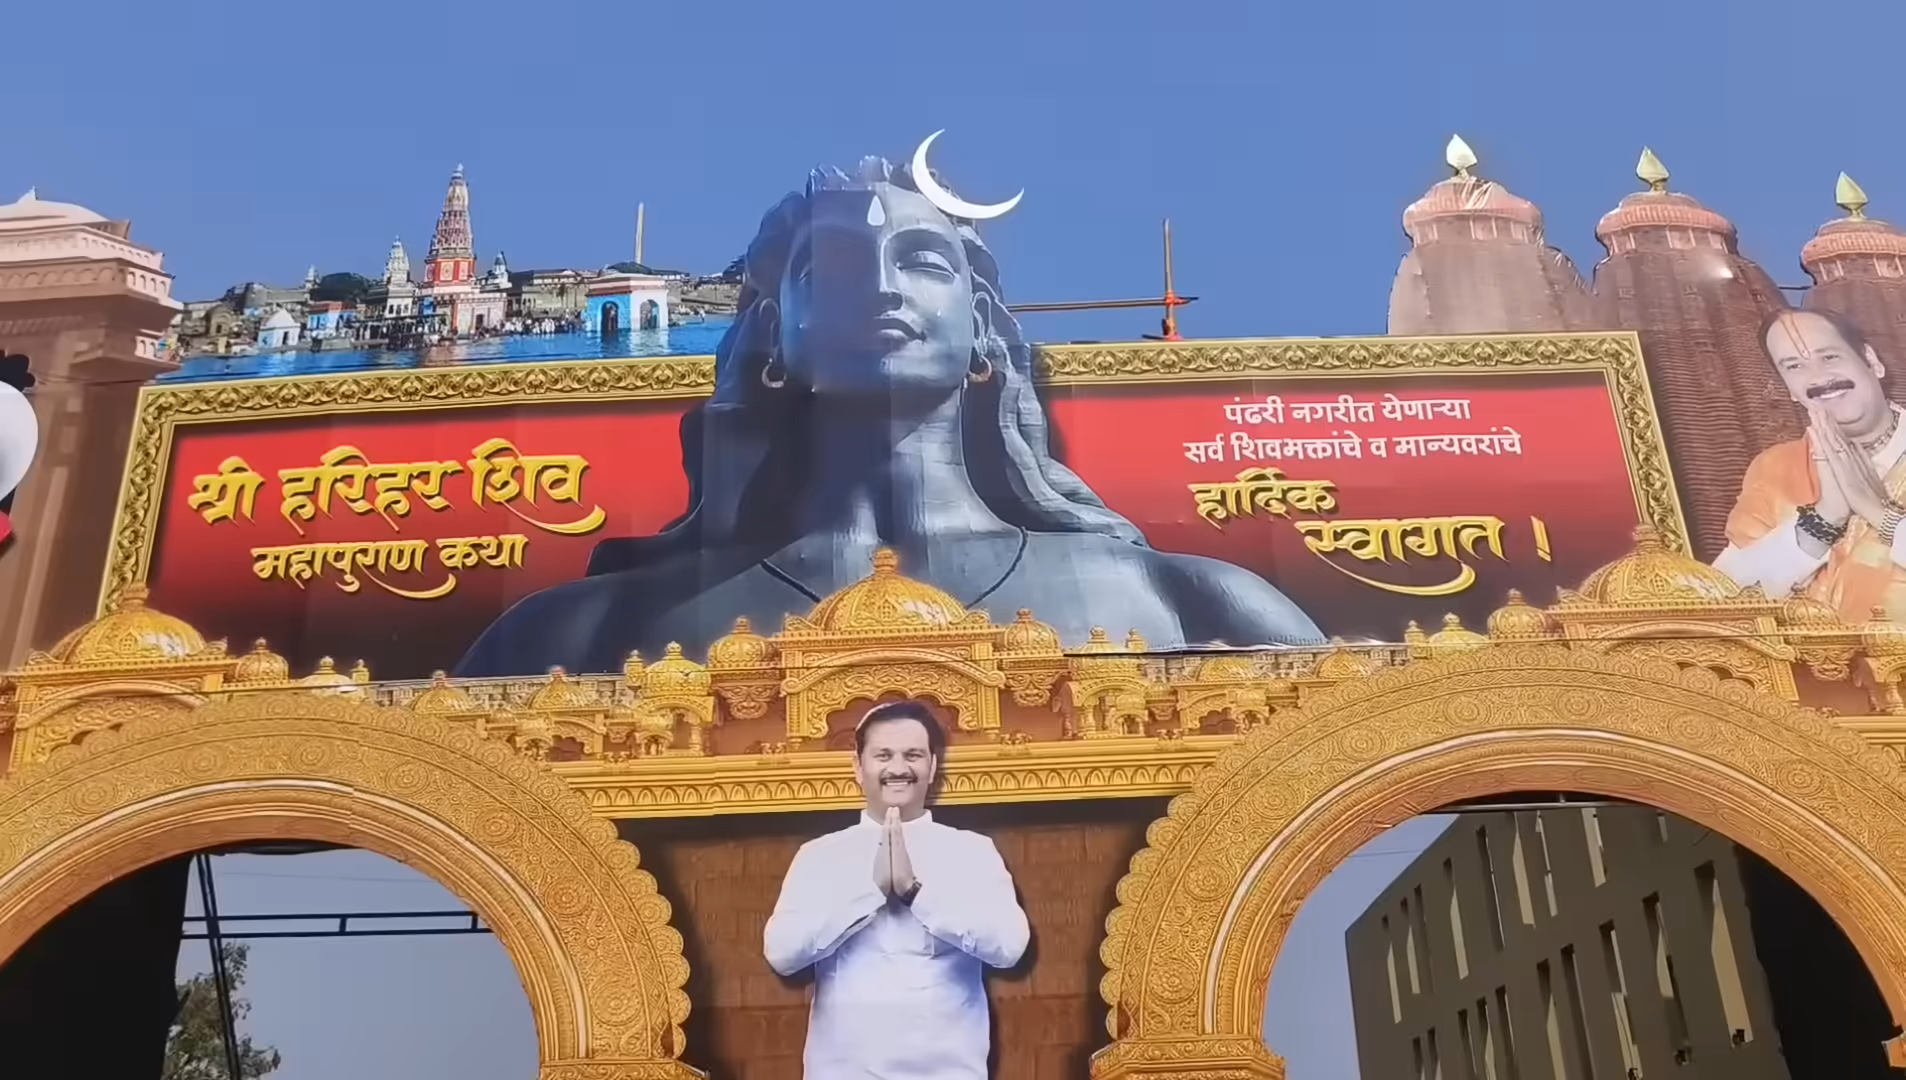 श्री हरिहर शिव
महापुराण कथा
पंढरी नगरीत येणाऱ्या
सर्व शिवभक्तांचे व मान्यवरांचे
हार्दिक
स्वागत ।